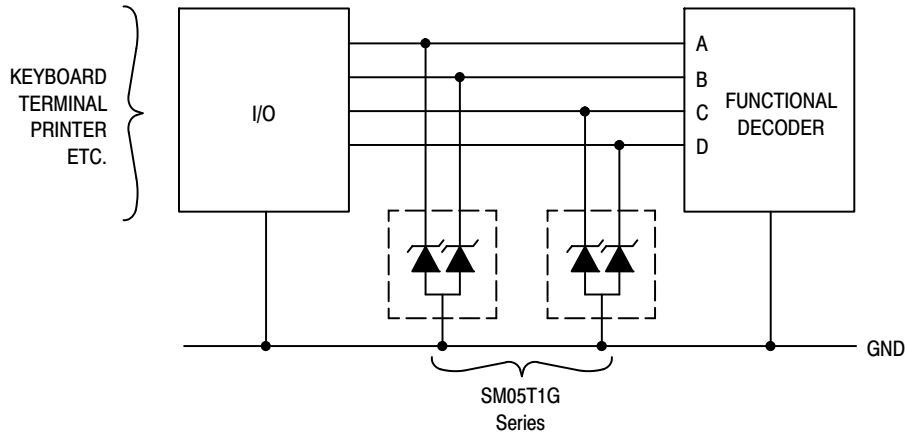 KEYBOARD
TERMINAL
PRINTER
ETC.
I/O
A
B
C
D
FUNCTIONAL
DECODER
GND
SM05T1G
Series